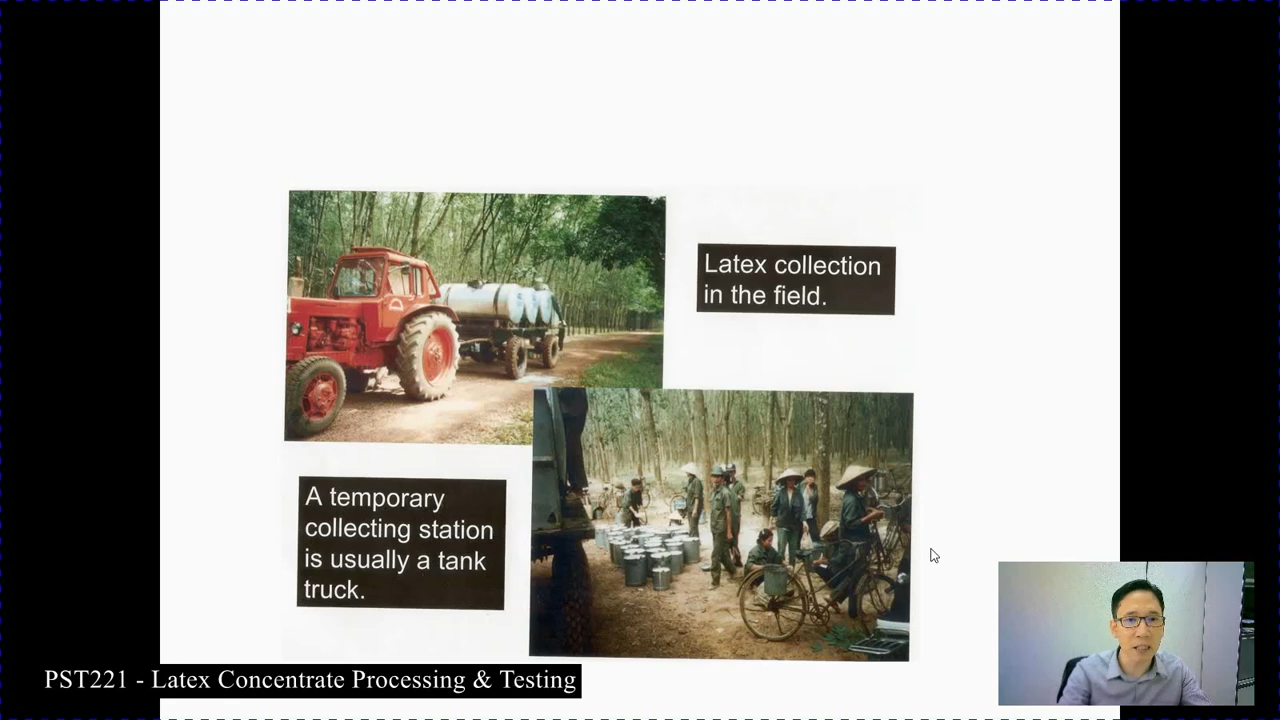 Latex collection
in the field.
A temporary
collecting station
is usually a tank
truck.
PST221 - Latex Concentrate Processing & Testing